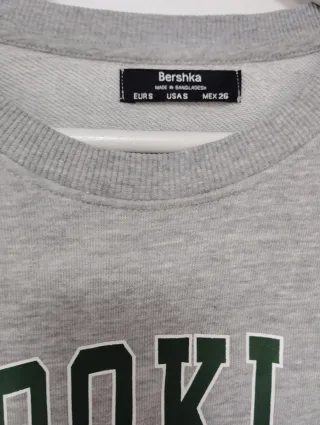 Bershka
MADE IN BANGLADESH
EUR S USA S MEX 26
OOKL